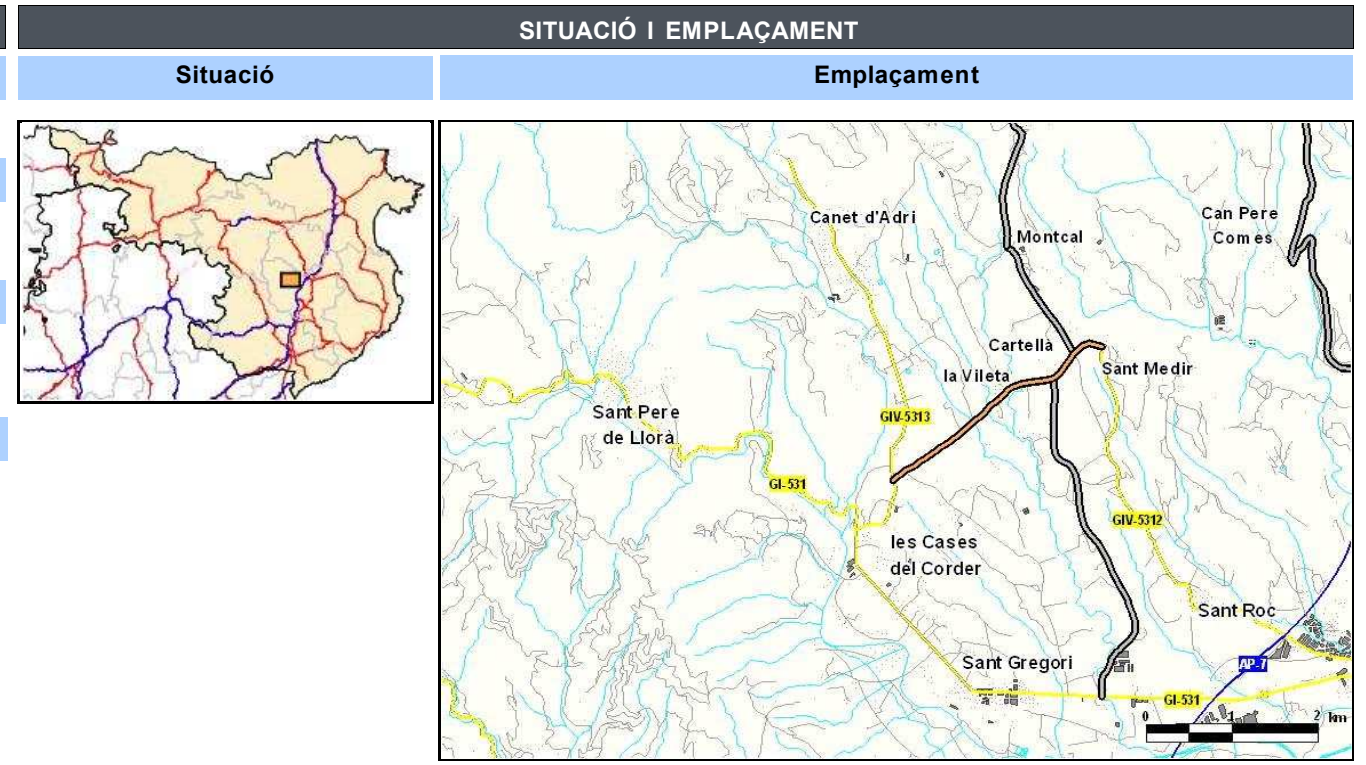 SITUACIÓ I EMPLAÇAMENT
Situació
Emplaçament
Canet d'Adri
Can Pere
Comes
Montcal
Cartellà
la Vileta
Sant Medir
Sant Pere
de Llorà
GIV-5313
GI-531
GIV-5312
les Cases
del Corder
Sant Roc
Sant Gregori
AP-7
GI-531
0 1 2 km